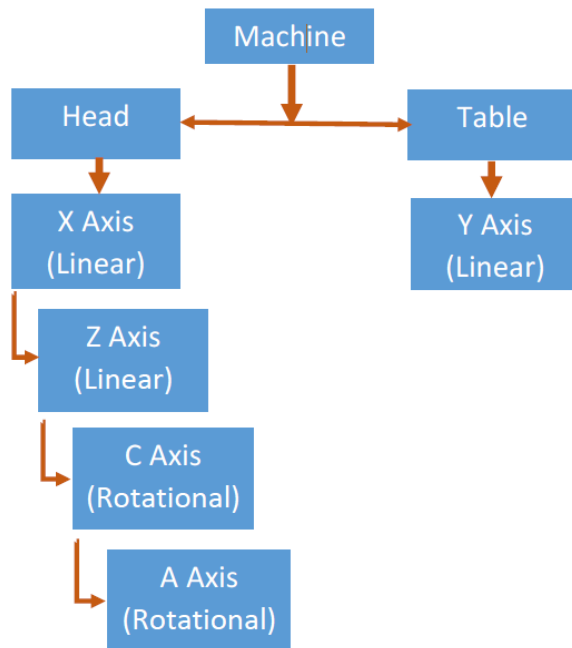 Machine
Head
Table
X Axis
(Linear)
Y Axis
(Linear)
Z Axis
(Linear)
C Axis
(Rotational)
A Axis
(Rotational)